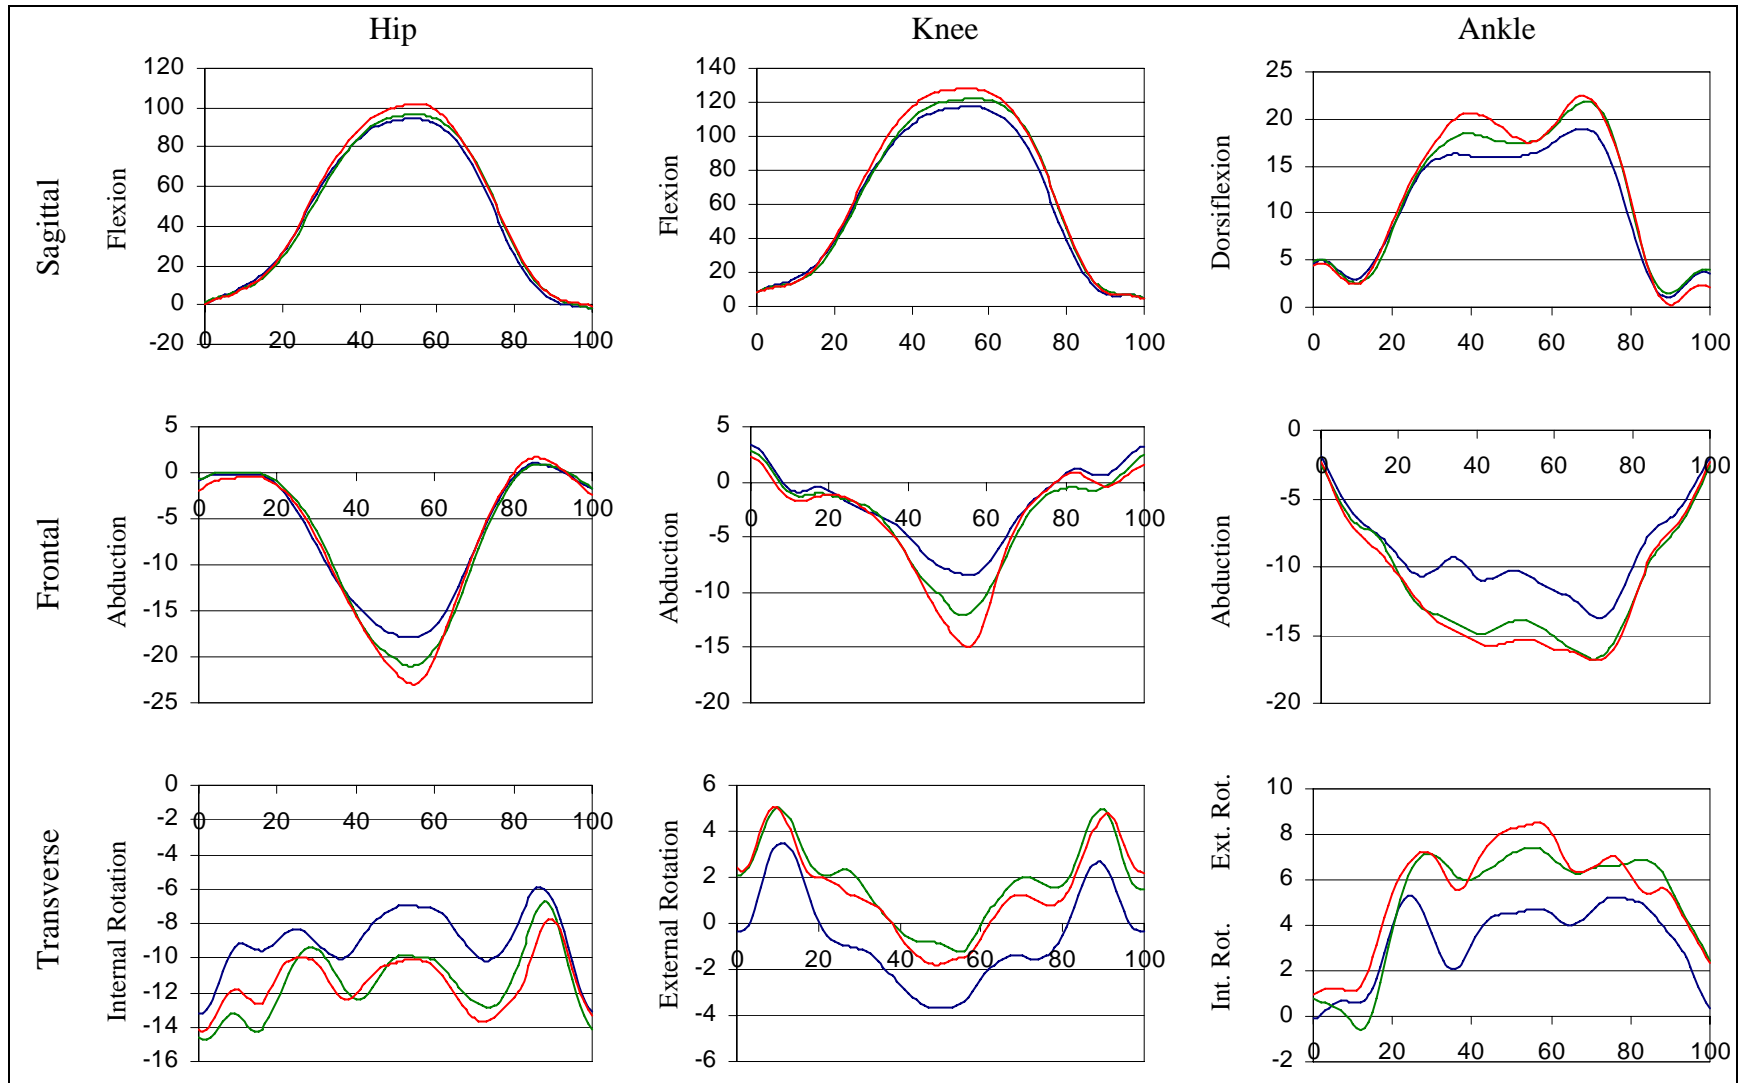 Hip Knee Ankle
Sagittal
Flexion
120
100
80
60
40
20
0
-20
0 20 40 60 80 100
Flexion
140
120
100
80
60
40
20
0
0 20 40 60 80 100
Dorsiflexion
25
20
15
10
5
0
0 20 40 60 80 100
Frontal
Abduction
5
0
-5
-10
-15
-20
-25
0 20 40 60 80 100
Abduction
5
0
-5
-10
-15
-20
0 20 40 60 80 100
Abduction
0
-5
-10
-15
-20
0 20 40 60 80 100
Transverse
Internal Rotation
0
-2
-4
-6
-8
-10
-12
-14
-16
0 20 40 60 80 100
External Rotation
6
4
2
0
-2
-4
-6
0 20 40 60 80 100
Int. Rot. Ext. Rot.
10
8
6
4
2
0
-2
0 20 40 60 80 100